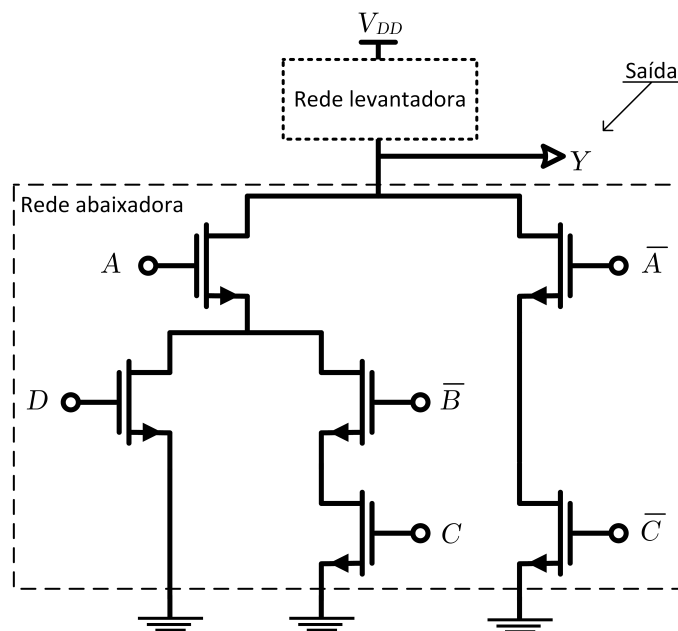 V_DD
Saída
Rede levantadora
Y
Rede abaixadora
A
A̅
D
B̅
C
C̅